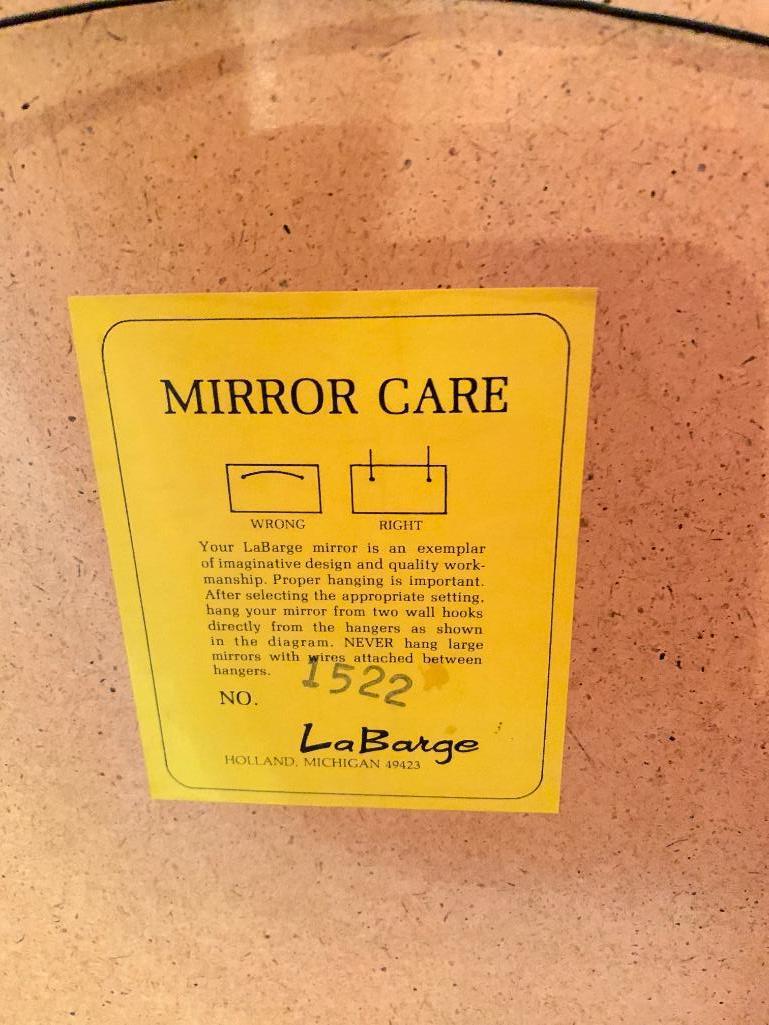 MIRROR CARE
WRONG RIGHT
Your LaBarge mirror is an exemplar
of imaginative design and quality work-
manship. Proper hanging is important.
After selecting the appropriate setting,
hang your mirror from two wall hooks
directly from the hangers as shown
in the diagram. NEVER hang large
mirrors with wires attached between
hangers.
NO. 1522
LaBarge
HOLLAND, MICHIGAN 49423